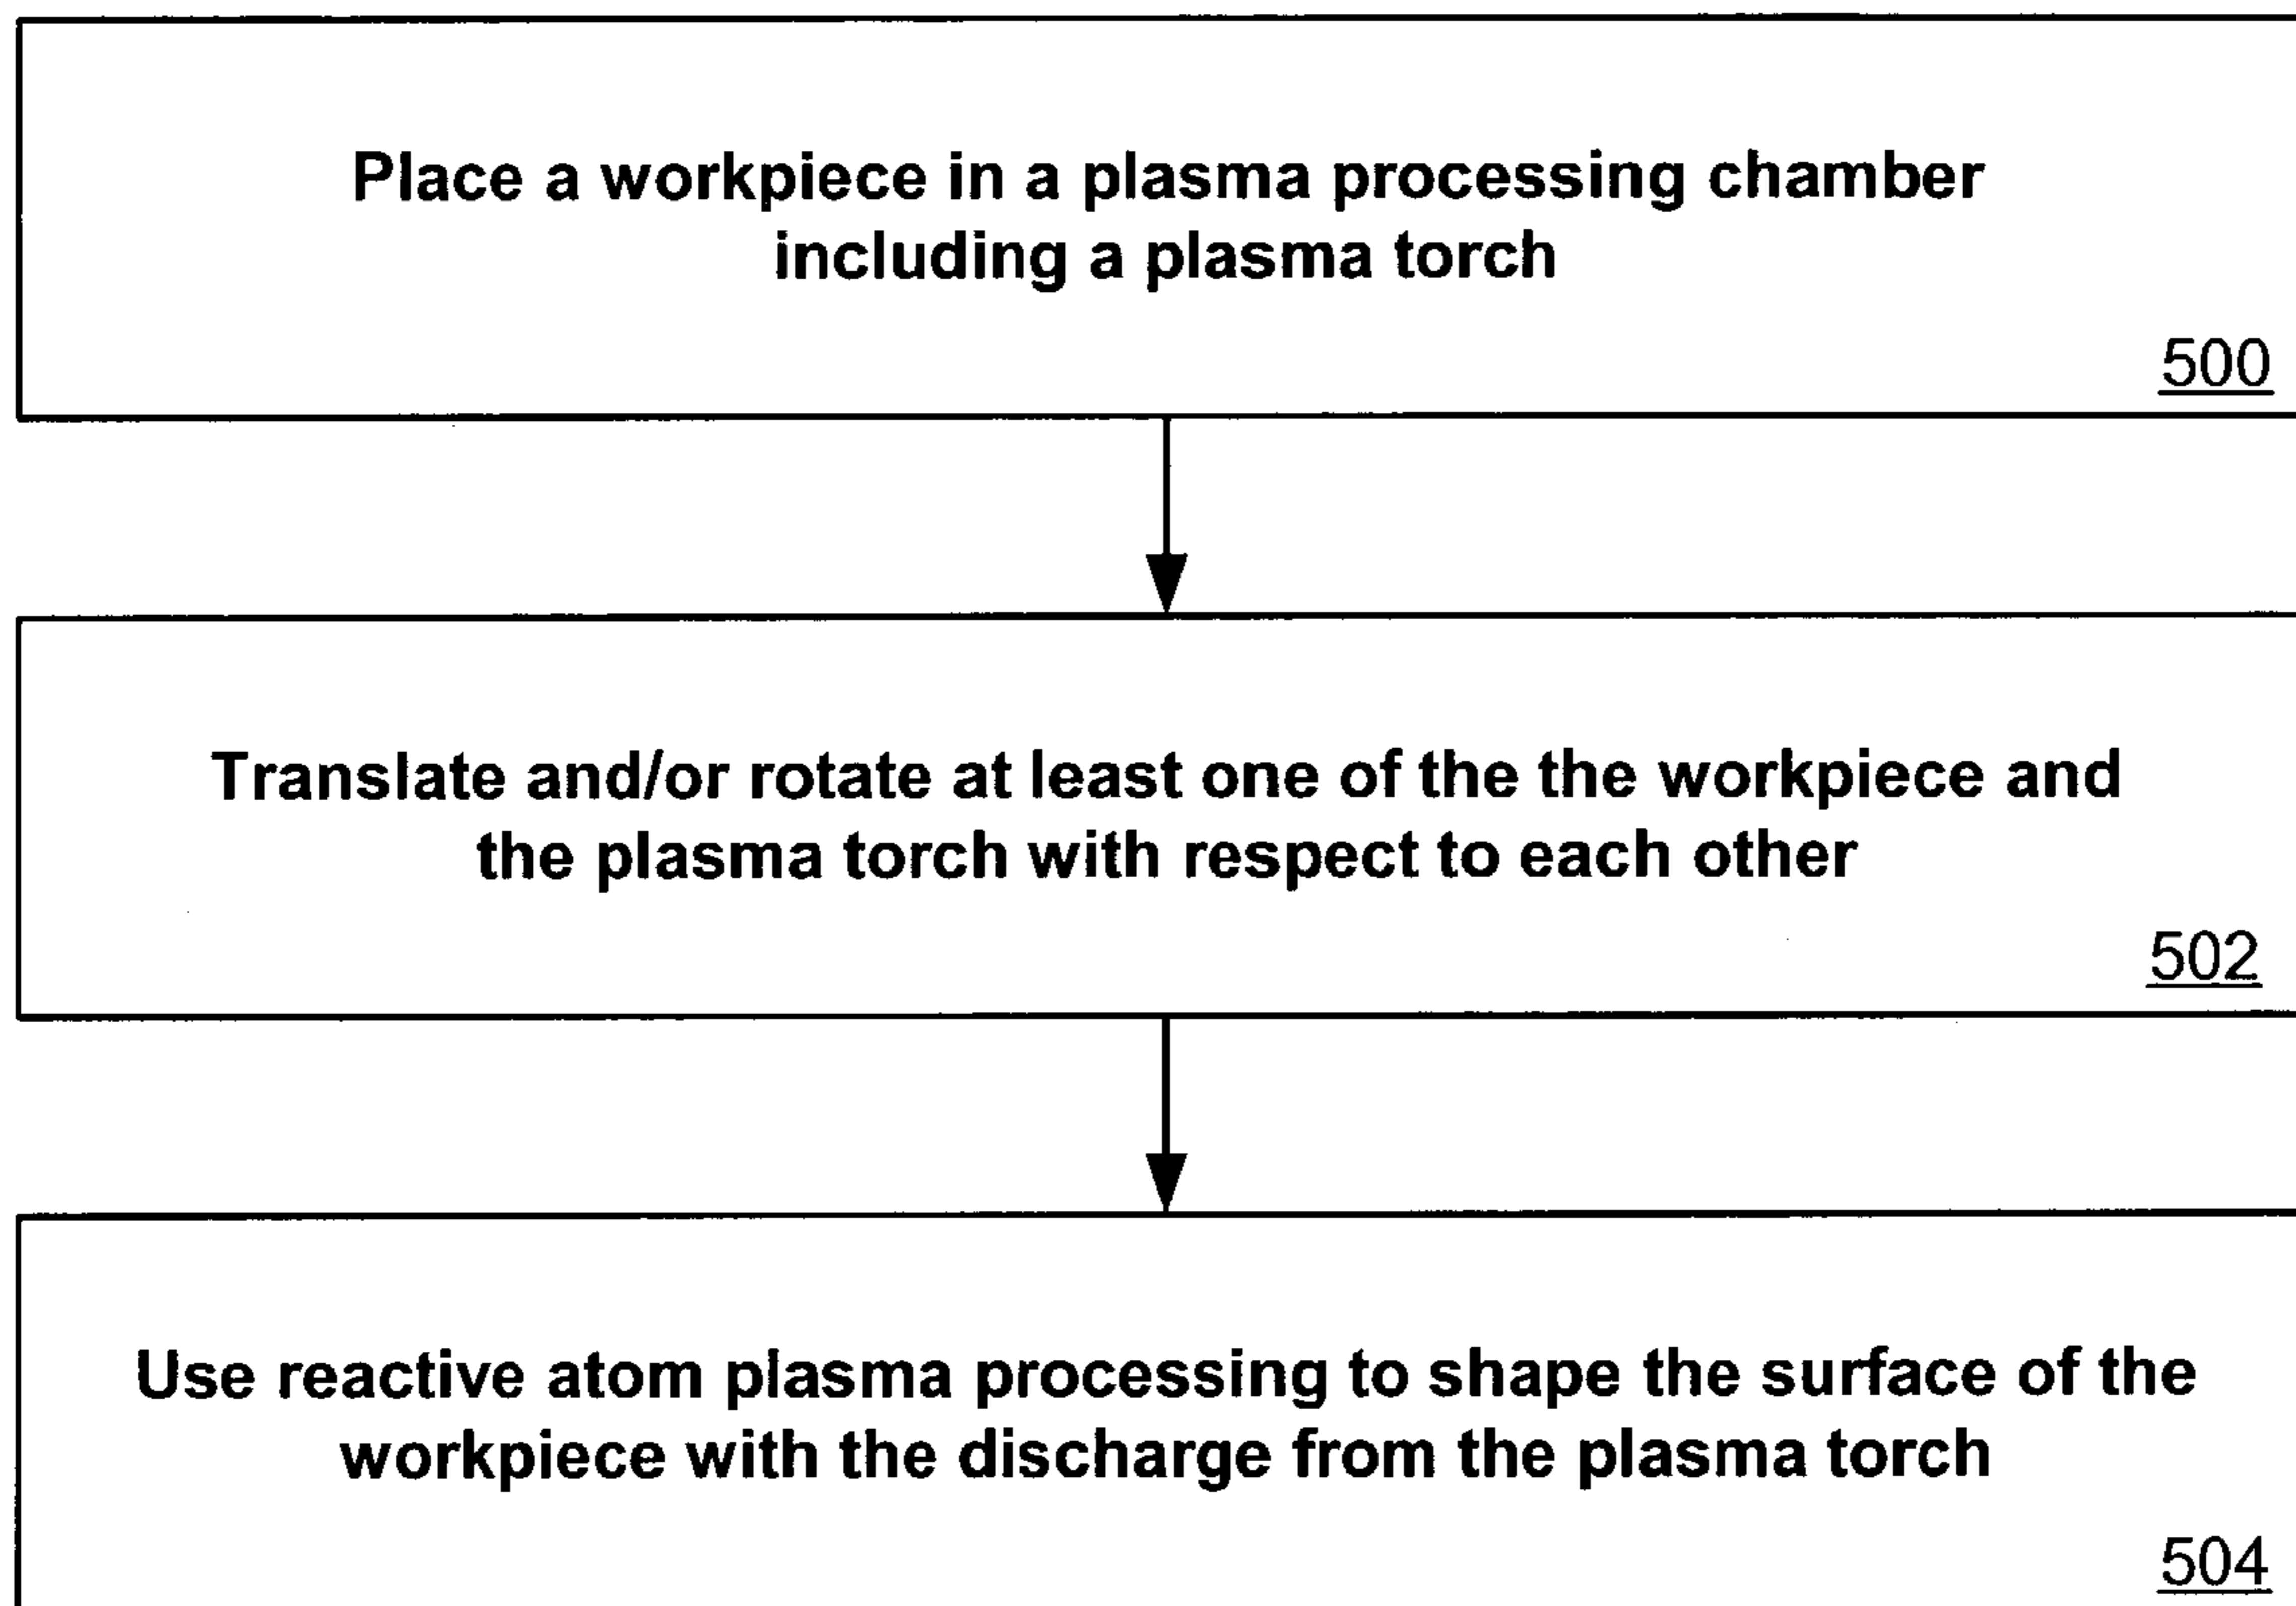 Place a workpiece in a plasma processing chamber
including a plasma torch
500
Translate and/or rotate at least one of the the workpiece and
the plasma torch with respect to each other
502
Use reactive atom plasma processing to shape the surface of the
workpiece with the discharge from the plasma torch
504